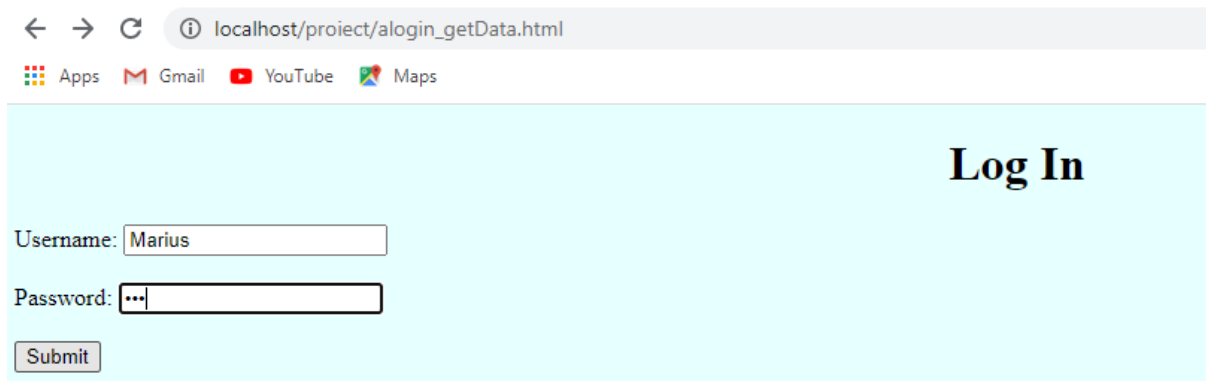 localhost/proiect/alogin_getData.html
Apps Gmail YouTube Maps
Log In
Username: Marius
Password: •••
Submit